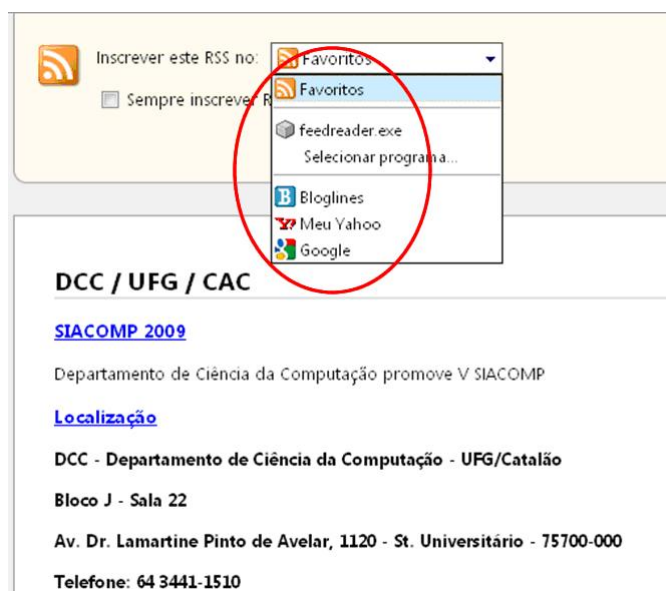 Inscrever este RSS no: Favoritos
Favoritos
Sempre inscrever R
feedreader.exe
Selecionar programa...
Bloglines
Meu Yahoo
Google
DCC / UFG / CAC
SIACOMP 2009
Departamento de Ciência da Computação promove V SIACOMP
Localização
DCC - Departamento de Ciência da Computação - UFG/Catalão
Bloco J - Sala 22
Av. Dr. Lamartine Pinto de Avelar, 1120 - St. Universitário - 75700-000
Telefone: 64 3441-1510